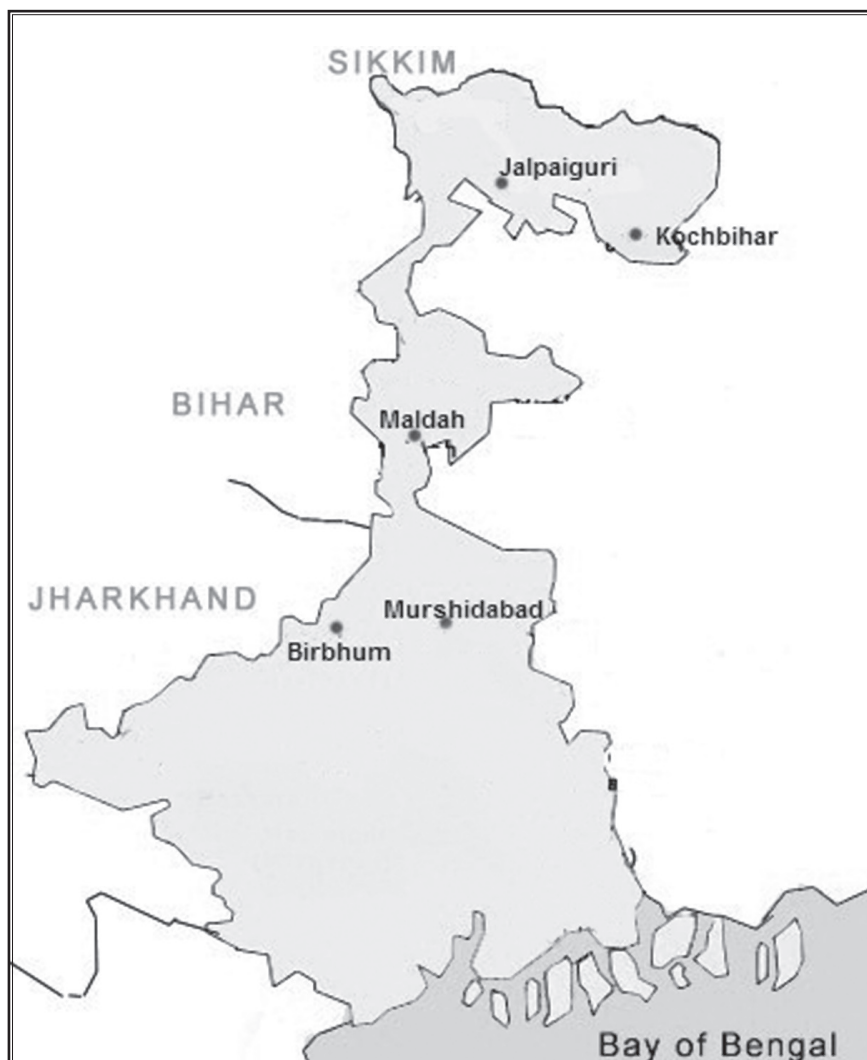 SIKKIM
Jalpaiguri
Kochbihar
BIHAR
Maldah
JHARKHAND
Murshidabad
Birbhum
Bay of Bengal